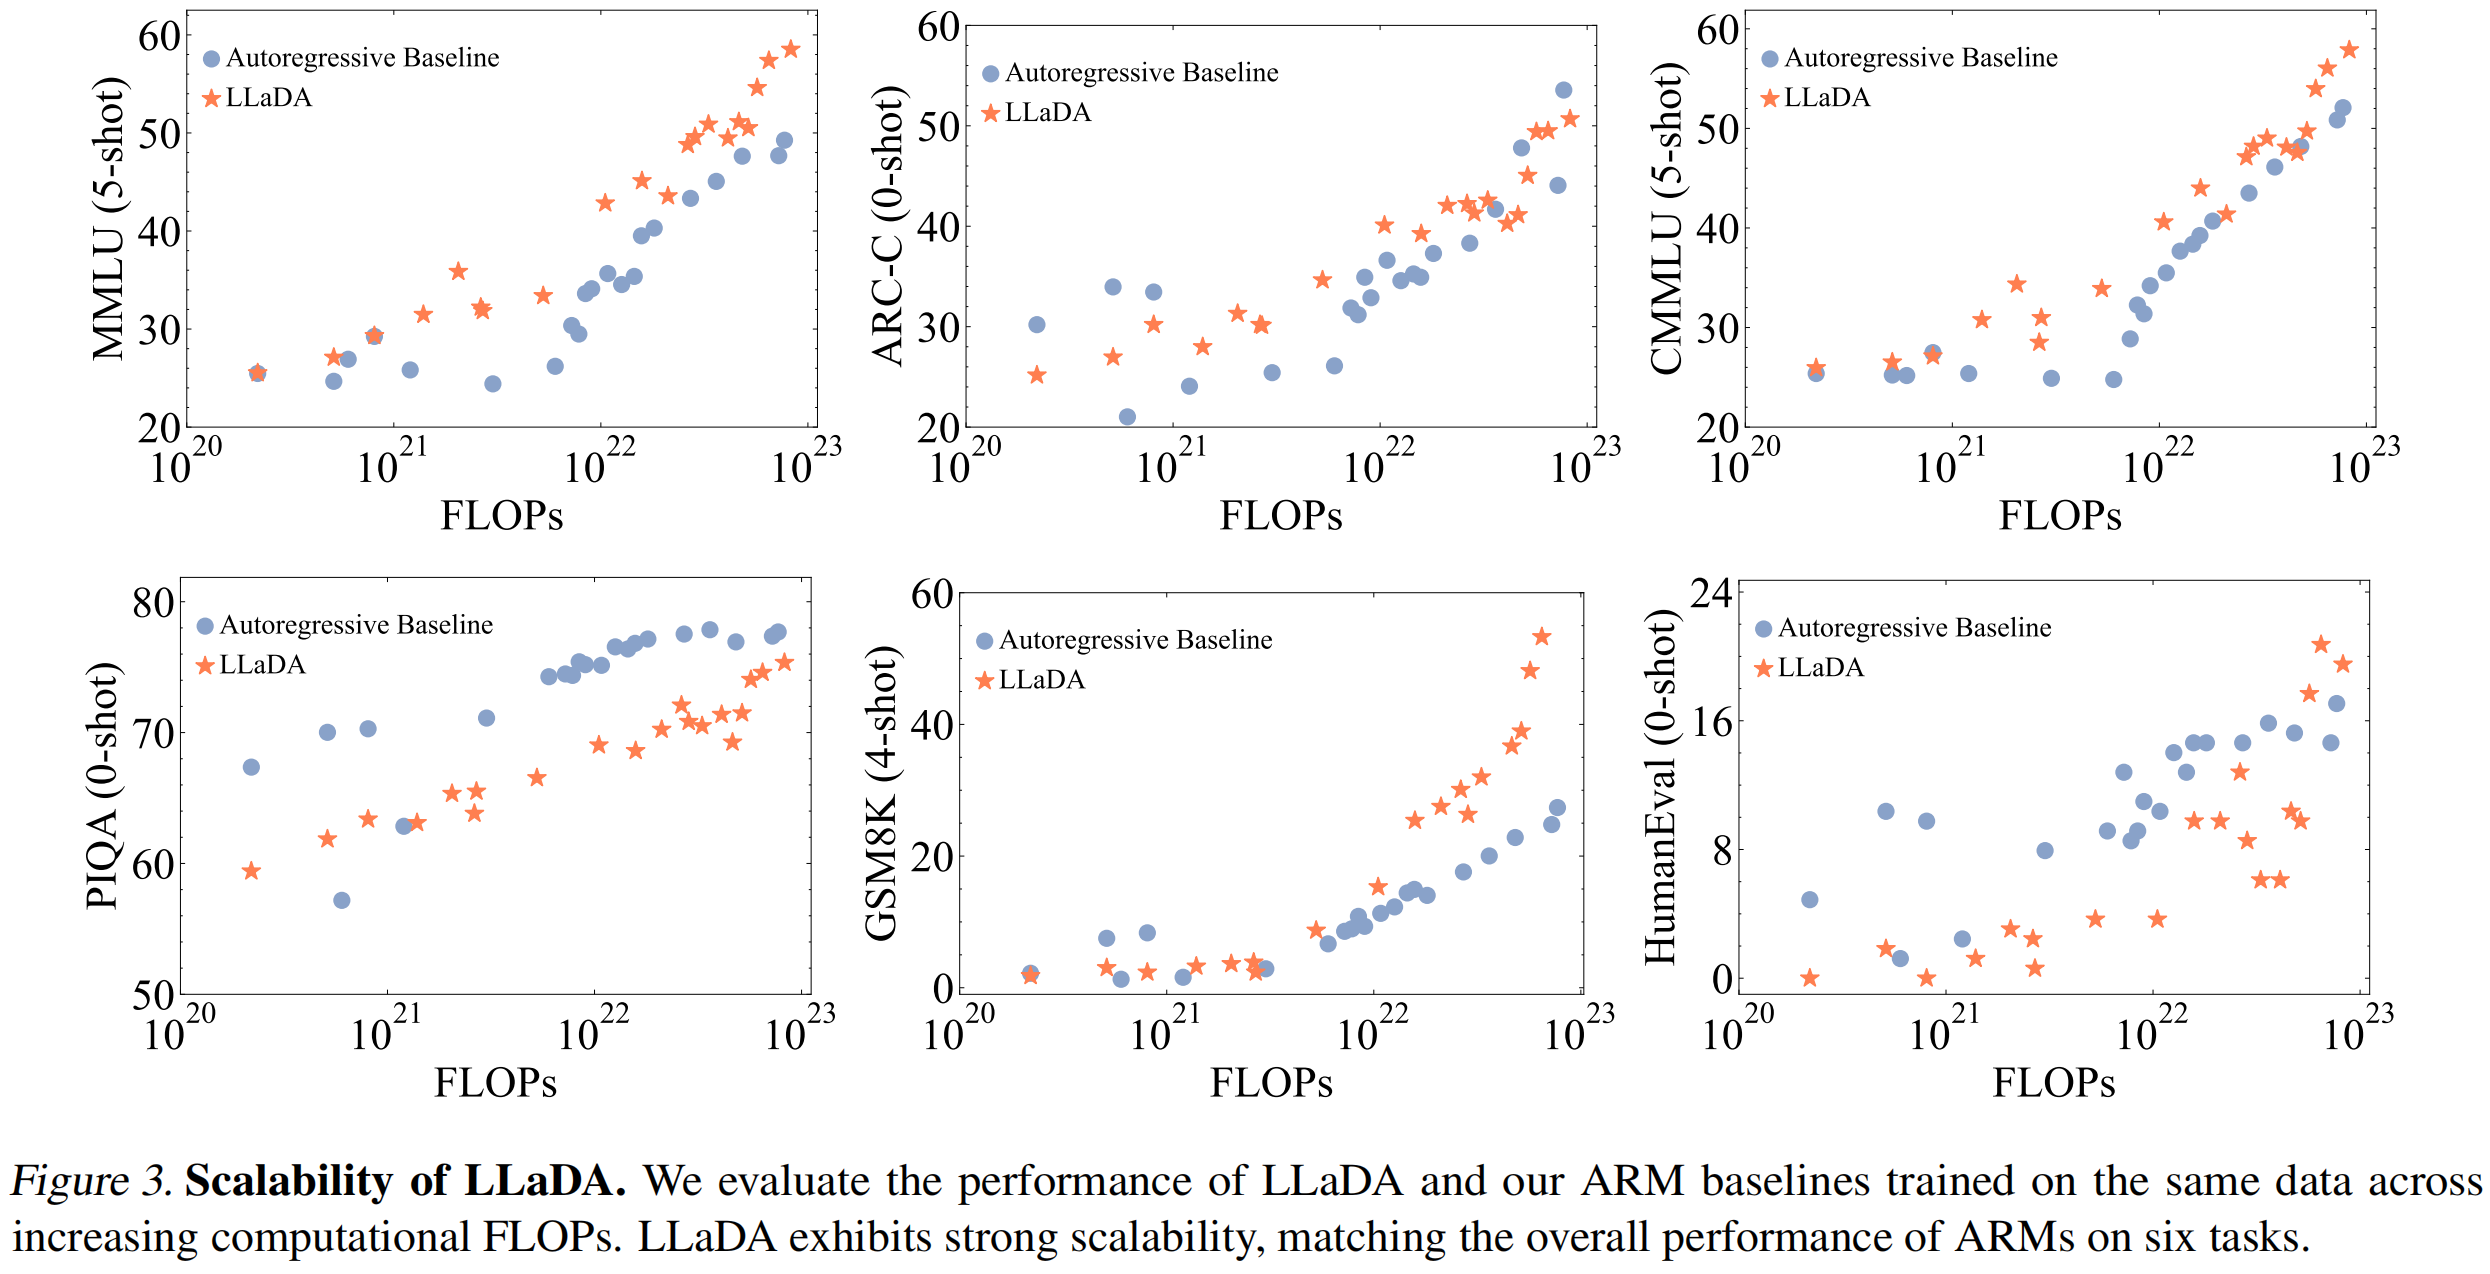 MMLU (5-shot)
60
50
40
30
20
Autoregressive Baseline
LLaDA
10^20 10^21 10^22 10^23
FLOPs
ARC-C (0-shot)
60
50
40
30
20
Autoregressive Baseline
LLaDA
10^20 10^21 10^22 10^23
FLOPs
CMMLU (5-shot)
60
50
40
30
20
Autoregressive Baseline
LLaDA
10^20 10^21 10^22 10^23
FLOPs
PIQA (0-shot)
80
70
60
50
Autoregressive Baseline
LLaDA
10^20 10^21 10^22 10^23
FLOPs
GSM8K (4-shot)
60
40
20
0
Autoregressive Baseline
LLaDA
10^20 10^21 10^22 10^23
FLOPs
HumanEval (0-shot)
24
16
8
0
Autoregressive Baseline
LLaDA
10^20 10^21 10^22 10^23
FLOPs
Figure 3. Scalability of LLaDA. We evaluate the performance of LLaDA and our ARM baselines trained on the same data across
increasing computational FLOPs. LLaDA exhibits strong scalability, matching the overall performance of ARMs on six tasks.